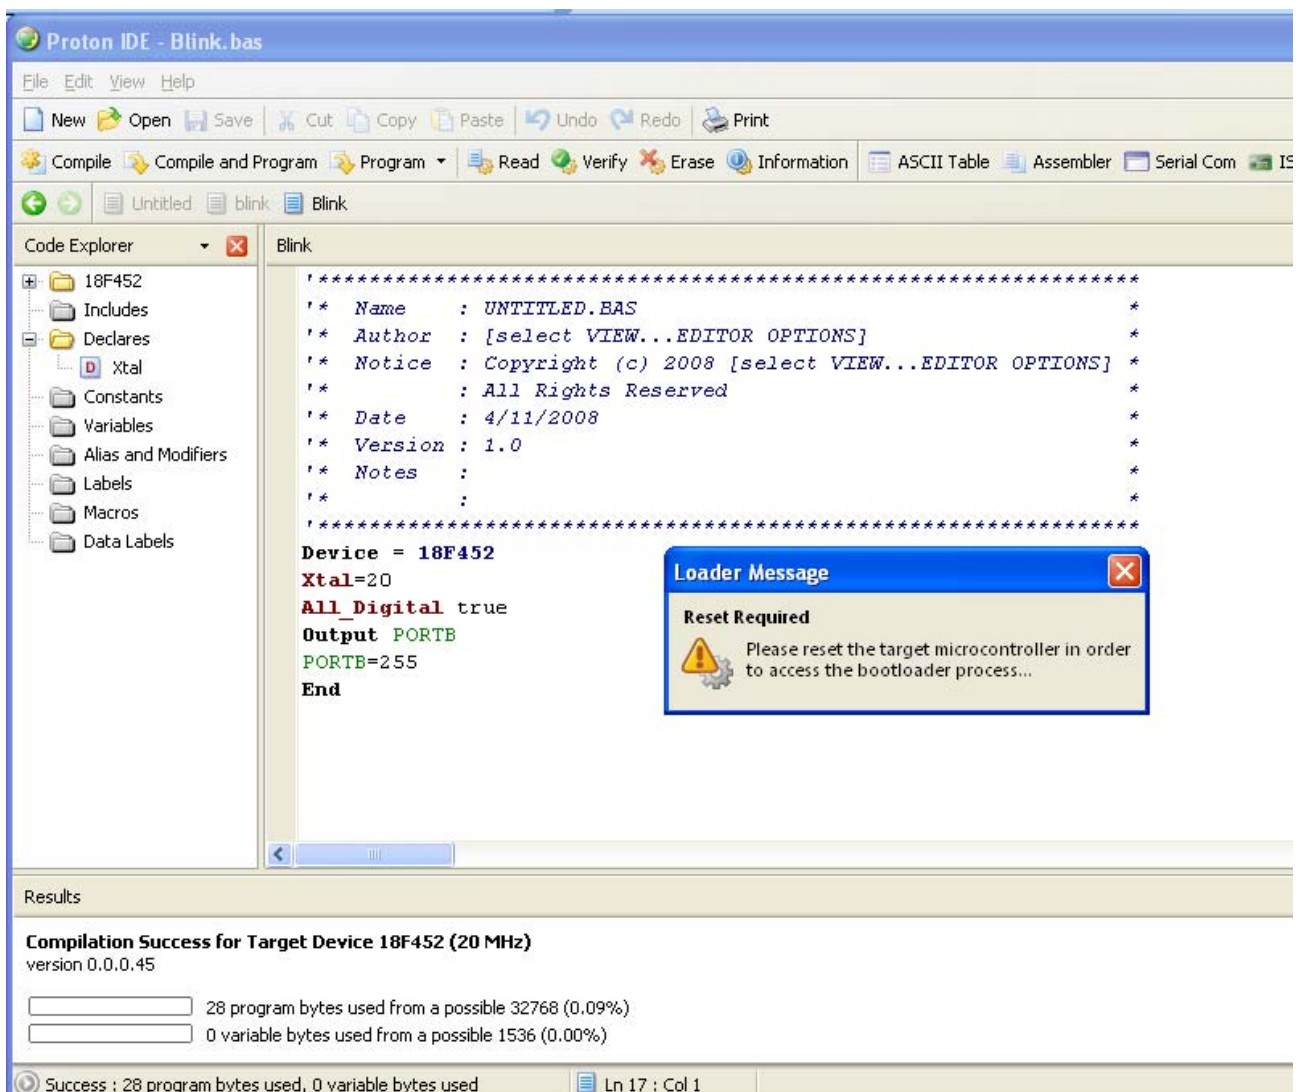 Proton IDE - Blink.bas
File Edit View Help
New Open Save Cut Copy Paste Undo Redo Print
Compile Compile and Program Program Read Verify Erase Information ASCII Table Assembler Serial Com IS
Untitled blink Blink
Code Explorer
18F452
Includes
Declares
D Xtal
Constants
Variables
Alias and Modifiers
Labels
Macros
Data Labels
Blink
'****************************************************************
'* Name : UNTITLED.BAS *
'* Author : [select VIEW...EDITOR OPTIONS] *
'* Notice : Copyright (c) 2008 [select VIEW...EDITOR OPTIONS] *
'* : All Rights Reserved *
'* Date : 4/11/2008 *
'* Version : 1.0 *
'* Notes : *
'* : *
'****************************************************************
Device = 18F452
Xtal=20
All_Digital true
Output PORTB
PORTB=255
End
Loader Message
Reset Required
Please reset the target microcontroller in order
to access the bootloader process...
Results
Compilation Success for Target Device 18F452 (20 MHz)
version 0.0.0.45
28 program bytes used from a possible 32768 (0.09%)
0 variable bytes used from a possible 1536 (0.00%)
Success : 28 program bytes used, 0 variable bytes used Ln 17 : Col 1